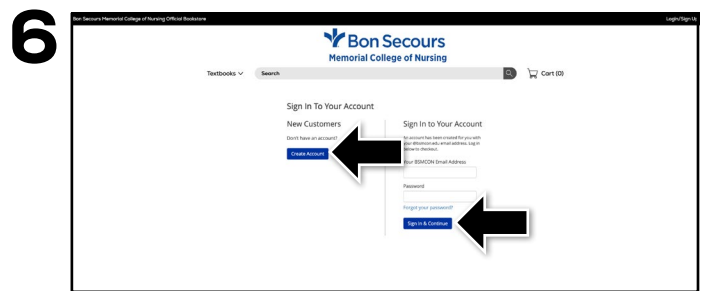 6
Bon Secours Memorial College of Nursing Official Bookstore
Login/Sign Up
Bon Secours
Memorial College of Nursing
Textbooks
Search
Cart (0)
Sign In To Your Account
New Customers
Don't have an account?
Create Account
Sign In to Your Account
An account has been created for you with
your @bsmcon.edu email address. Log in
below to checkout.
Your BSMCON Email Address
Password
Forgot your password?
Sign In & Continue